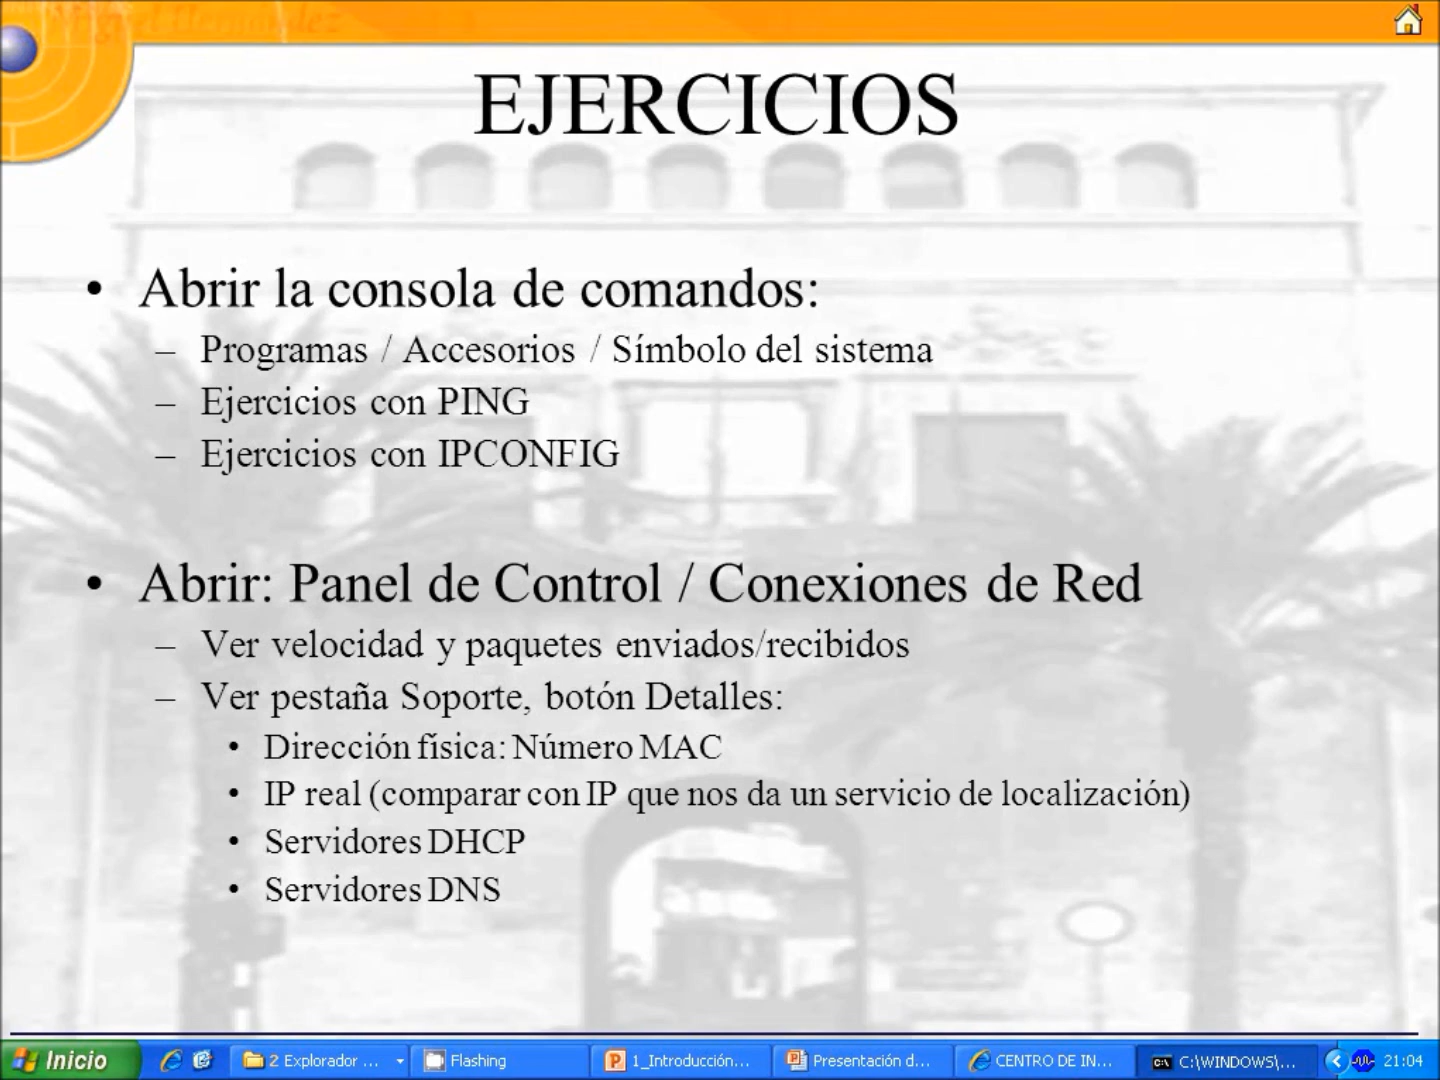 Miguel Hernández
EJERCICIOS
• Abrir la consola de comandos:
– Programas / Accesorios / Símbolo del sistema
– Ejercicios con PING
– Ejercicios con IPCONFIG
• Abrir: Panel de Control / Conexiones de Red
– Ver velocidad y paquetes enviados/recibidos
– Ver pestaña Soporte, botón Detalles:
• Dirección física: Número MAC
• IP real (comparar con IP que nos da un servicio de localización)
• Servidores DHCP
• Servidores DNS
Inicio
2 Explorador ...
Flashing
1_Introducción...
Presentación d...
CENTRO DE IN...
C:\WINDOWS\...
21:04